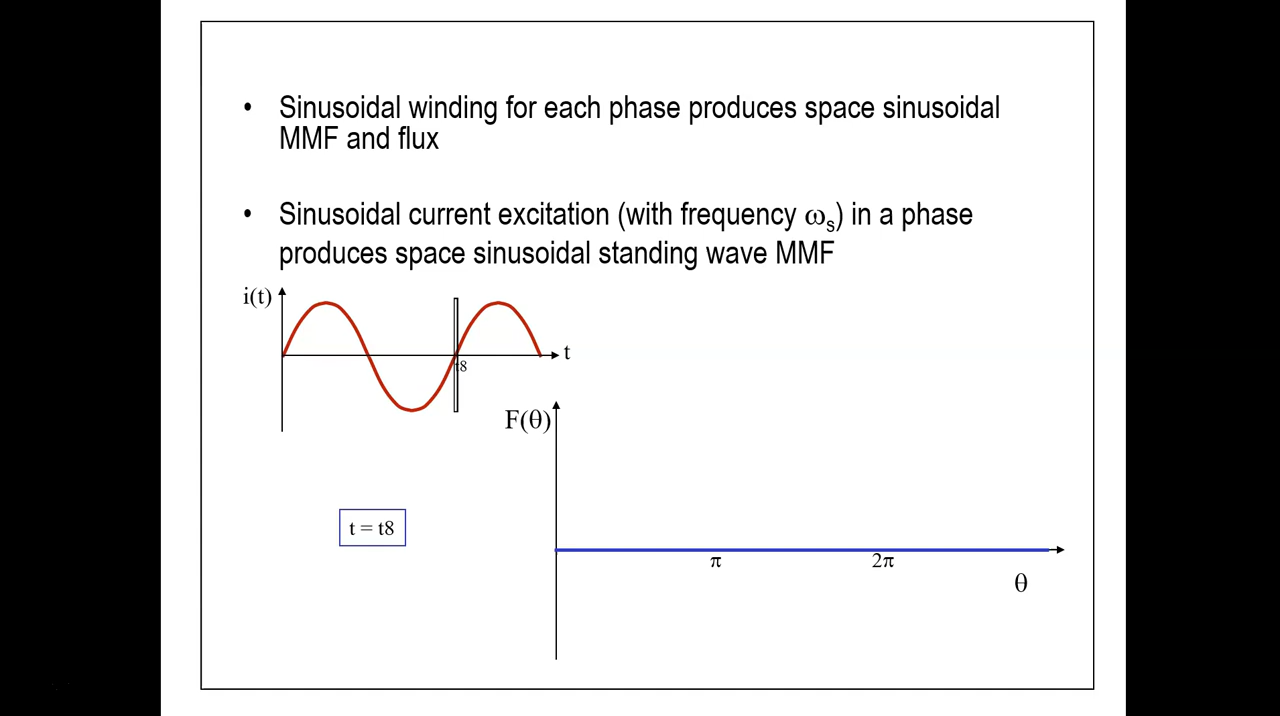 • Sinusoidal winding for each phase produces space sinusoidal
MMF and flux
• Sinusoidal current excitation (with frequency ωs) in a phase
produces space sinusoidal standing wave MMF
i(t)
t
t8
F(θ)
t = t8
π
2π
θ